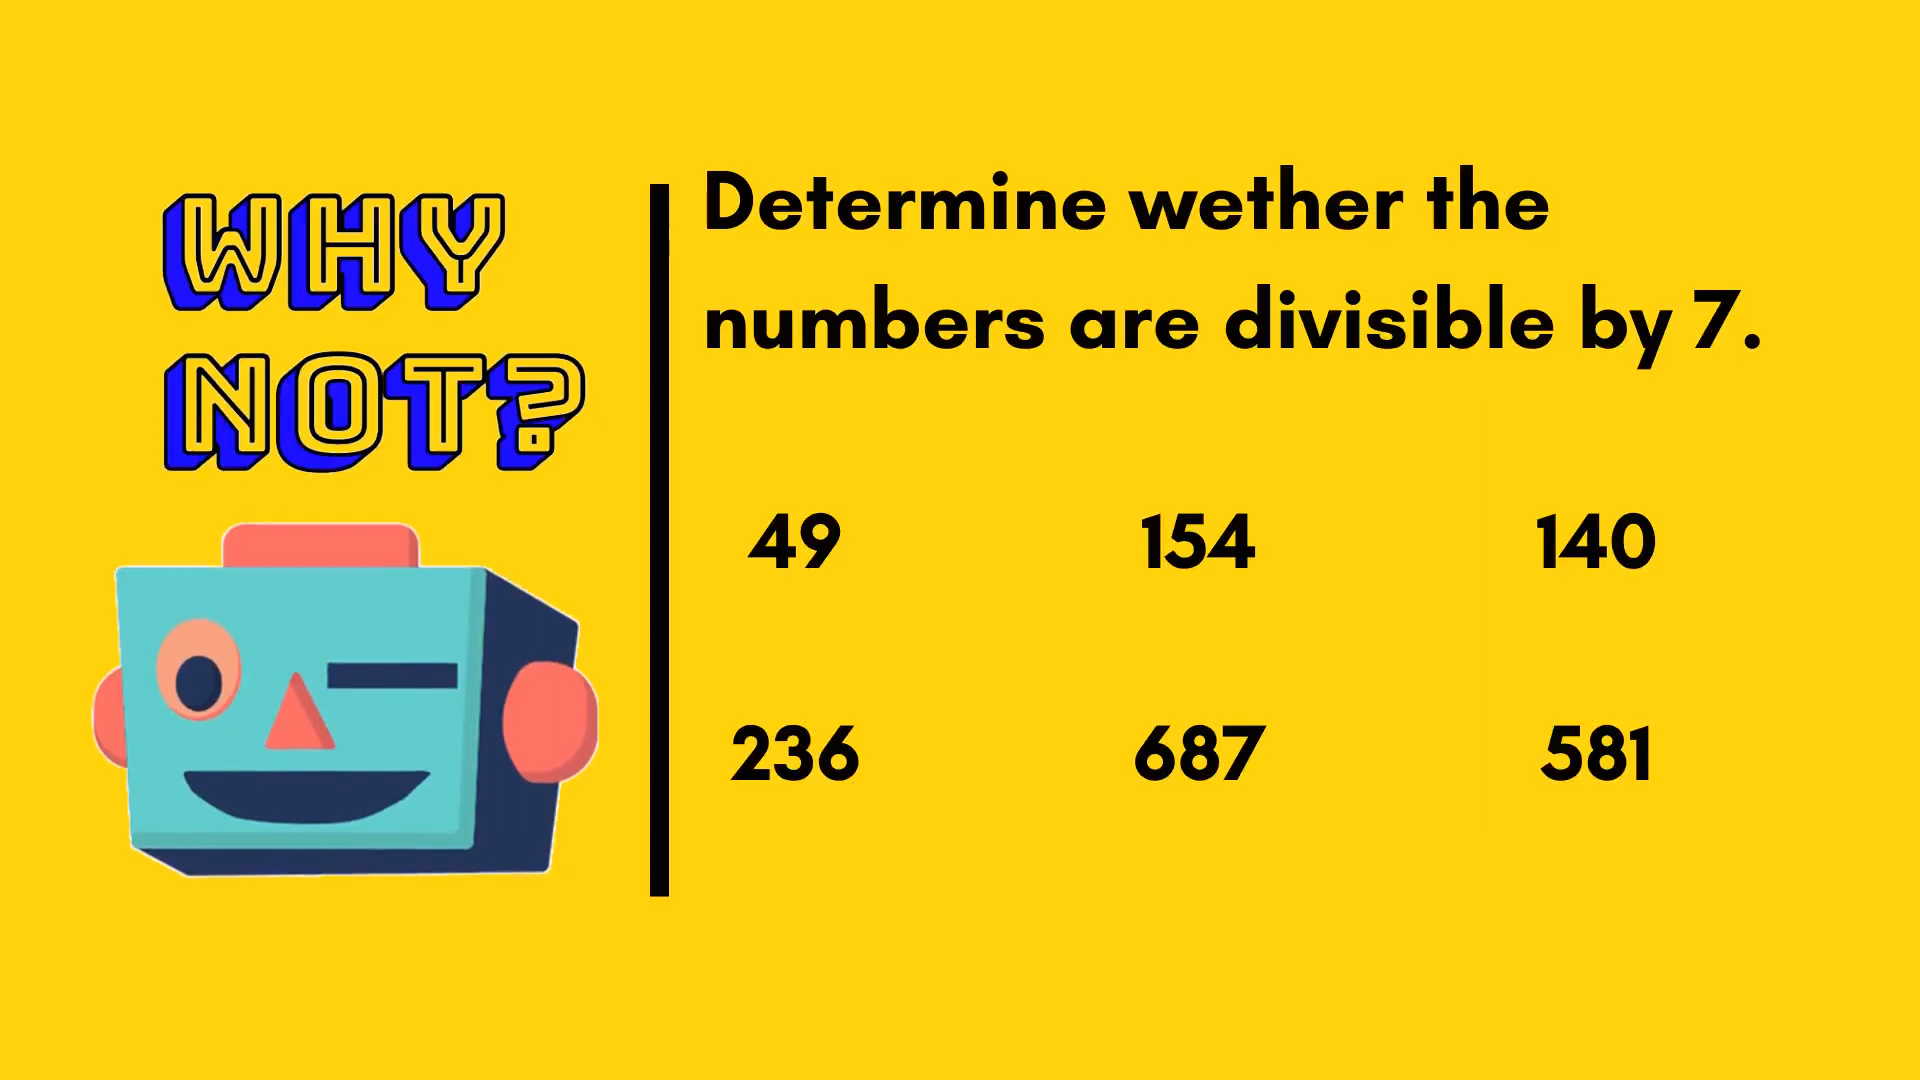 WHY
NOT?
Determine wether the
numbers are divisible by 7.
49 154 140
236 687 581